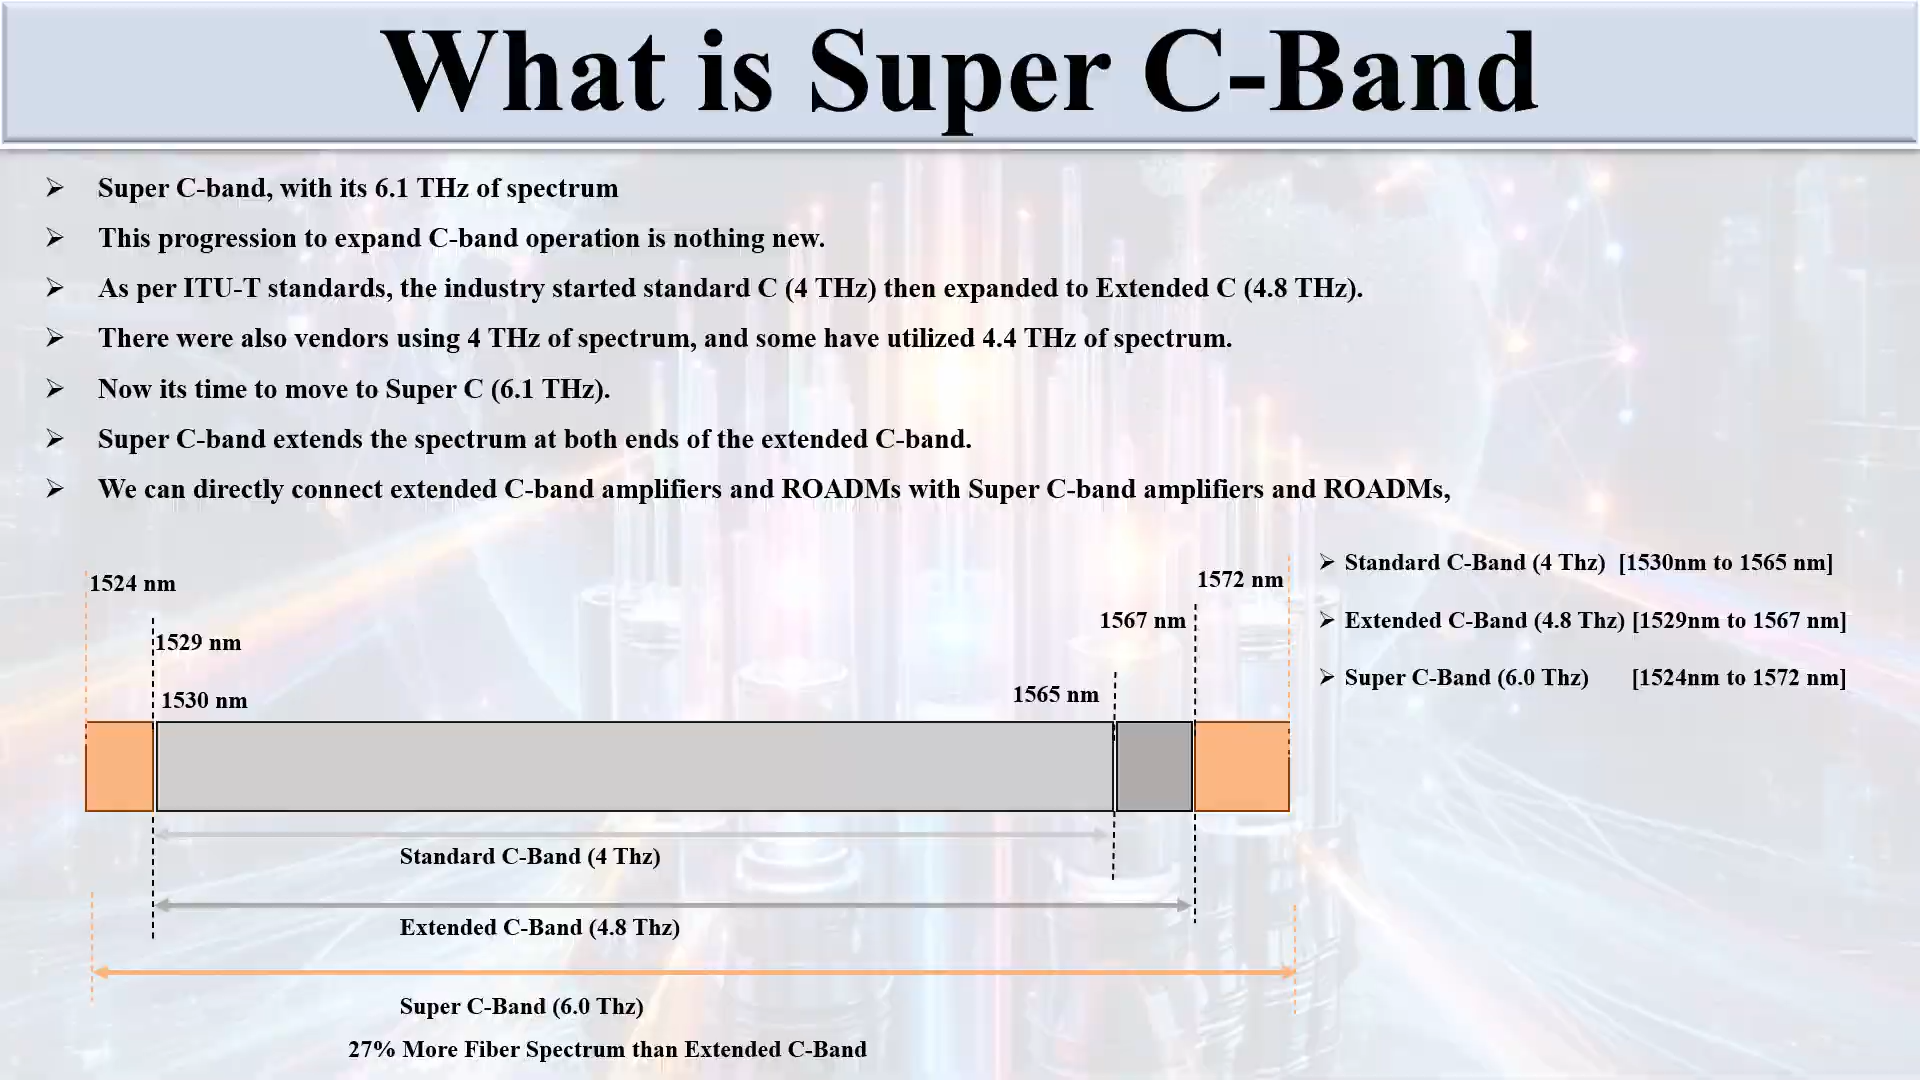 What is Super C-Band
➢ Super C-band, with its 6.1 THz of spectrum
➢ This progression to expand C-band operation is nothing new.
➢ As per ITU-T standards, the industry started standard C (4 THz) then expanded to Extended C (4.8 THz).
➢ There were also vendors using 4 THz of spectrum, and some have utilized 4.4 THz of spectrum.
➢ Now its time to move to Super C (6.1 THz).
➢ Super C-band extends the spectrum at both ends of the extended C-band.
➢ We can directly connect extended C-band amplifiers and ROADMs with Super C-band amplifiers and ROADMs,
1524 nm
1529 nm
1530 nm
1565 nm
1567 nm
1572 nm
➢ Standard C-Band (4 Thz) [1530nm to 1565 nm]
➢ Extended C-Band (4.8 Thz) [1529nm to 1567 nm]
➢ Super C-Band (6.0 Thz) [1524nm to 1572 nm]
Standard C-Band (4 Thz)
Extended C-Band (4.8 Thz)
Super C-Band (6.0 Thz)
27% More Fiber Spectrum than Extended C-Band